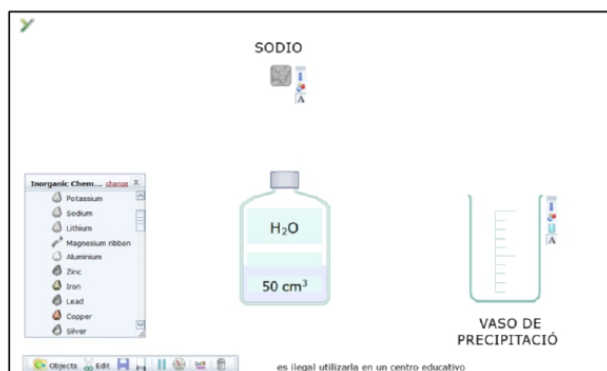 SODIO
A
Inorganic Chem... change X
Potassium
Sodium
Lithium
Magnesium ribbon
Aluminium
Zinc
Iron
Lead
Copper
Silver
H₂O
50 cm³
A
VASO DE
PRECIPITACIÓ
Objects Edit
es ilegal utilizarla en un centro educativo